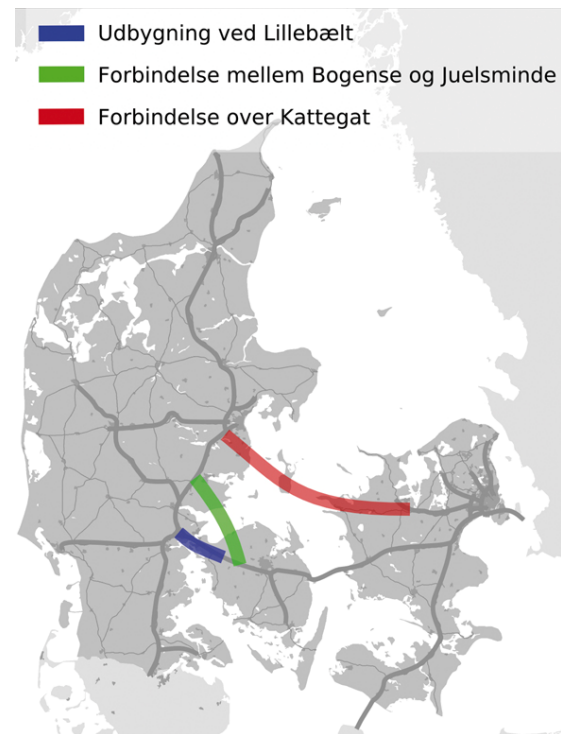 Udbygning ved Lillebælt
Forbindelse mellem Bogense og Juelsminde
Forbindelse over Kattegat